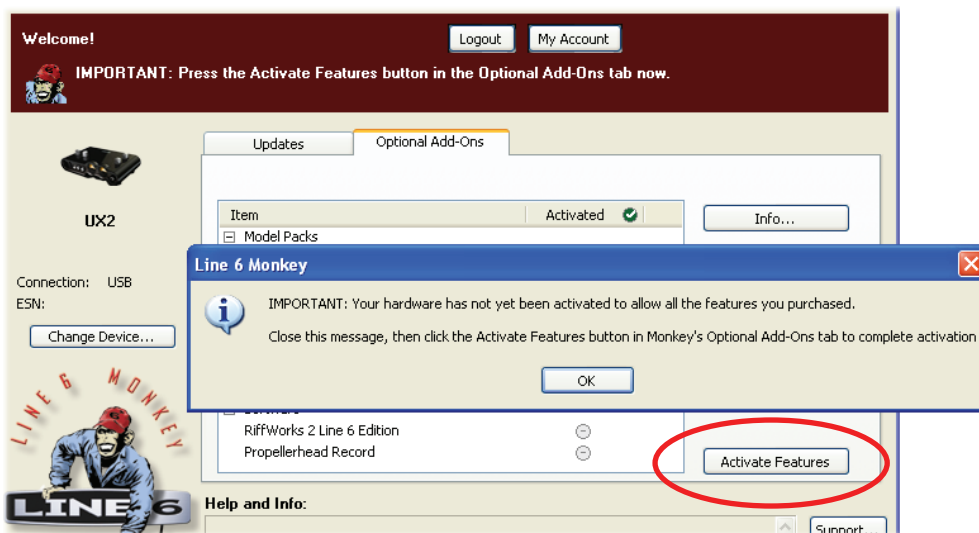 Welcome!
Logout
My Account
IMPORTANT: Press the Activate Features button in the Optional Add-Ons tab now.
Updates
Optional Add-Ons
UX2
Item
Activated
Info...
Model Packs
Line 6 Monkey
Connection: USB
ESN:
Change Device...
IMPORTANT: Your hardware has not yet been activated to allow all the features you purchased.
Close this message, then click the Activate Features button in Monkey's Optional Add-Ons tab to complete activation
OK
LINE 6 MONKEY
Software
RiffWorks 2 Line 6 Edition
Propellerhead Record
Activate Features
LINE 6
Help and Info:
Support...